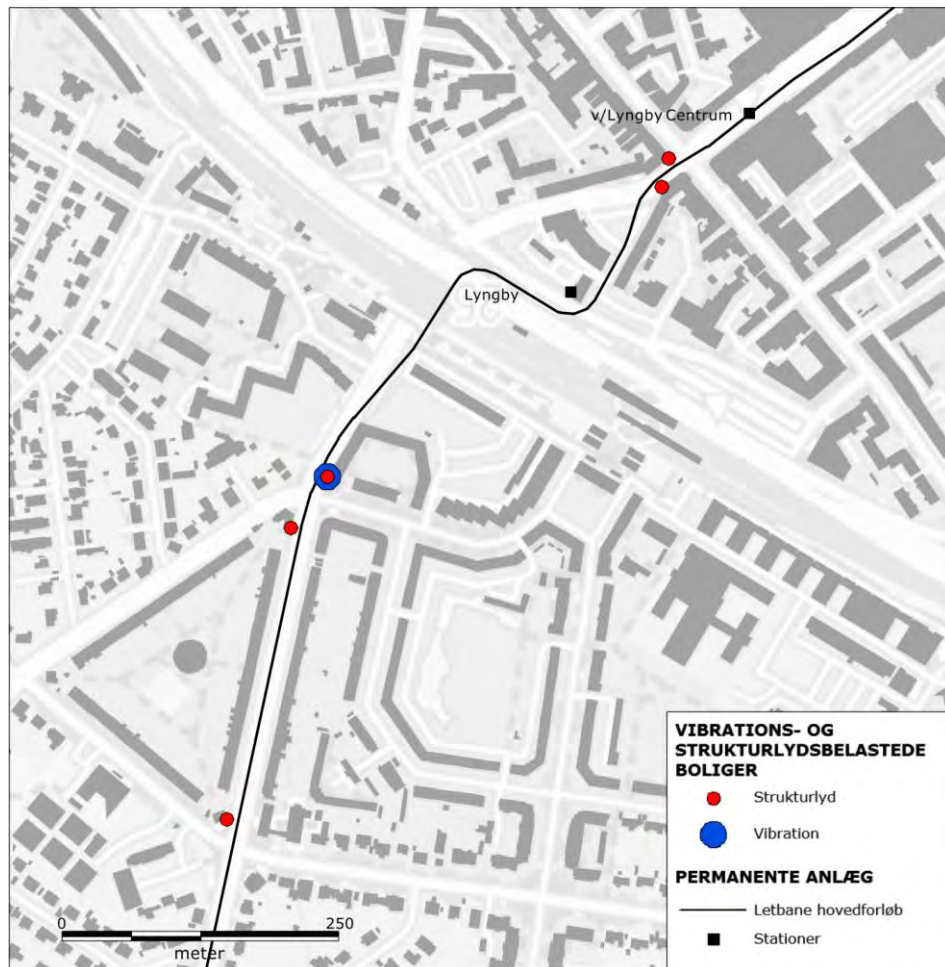 v/Lyngby Centrum
Lyngby
VIBRATIONS- OG
STRUKTURLYDSBELASTEDE
BOLIGER
Strukturlyd
Vibration
PERMANENTE ANLÆG
Letbane hovedforløb
Stationer
0 250
meter